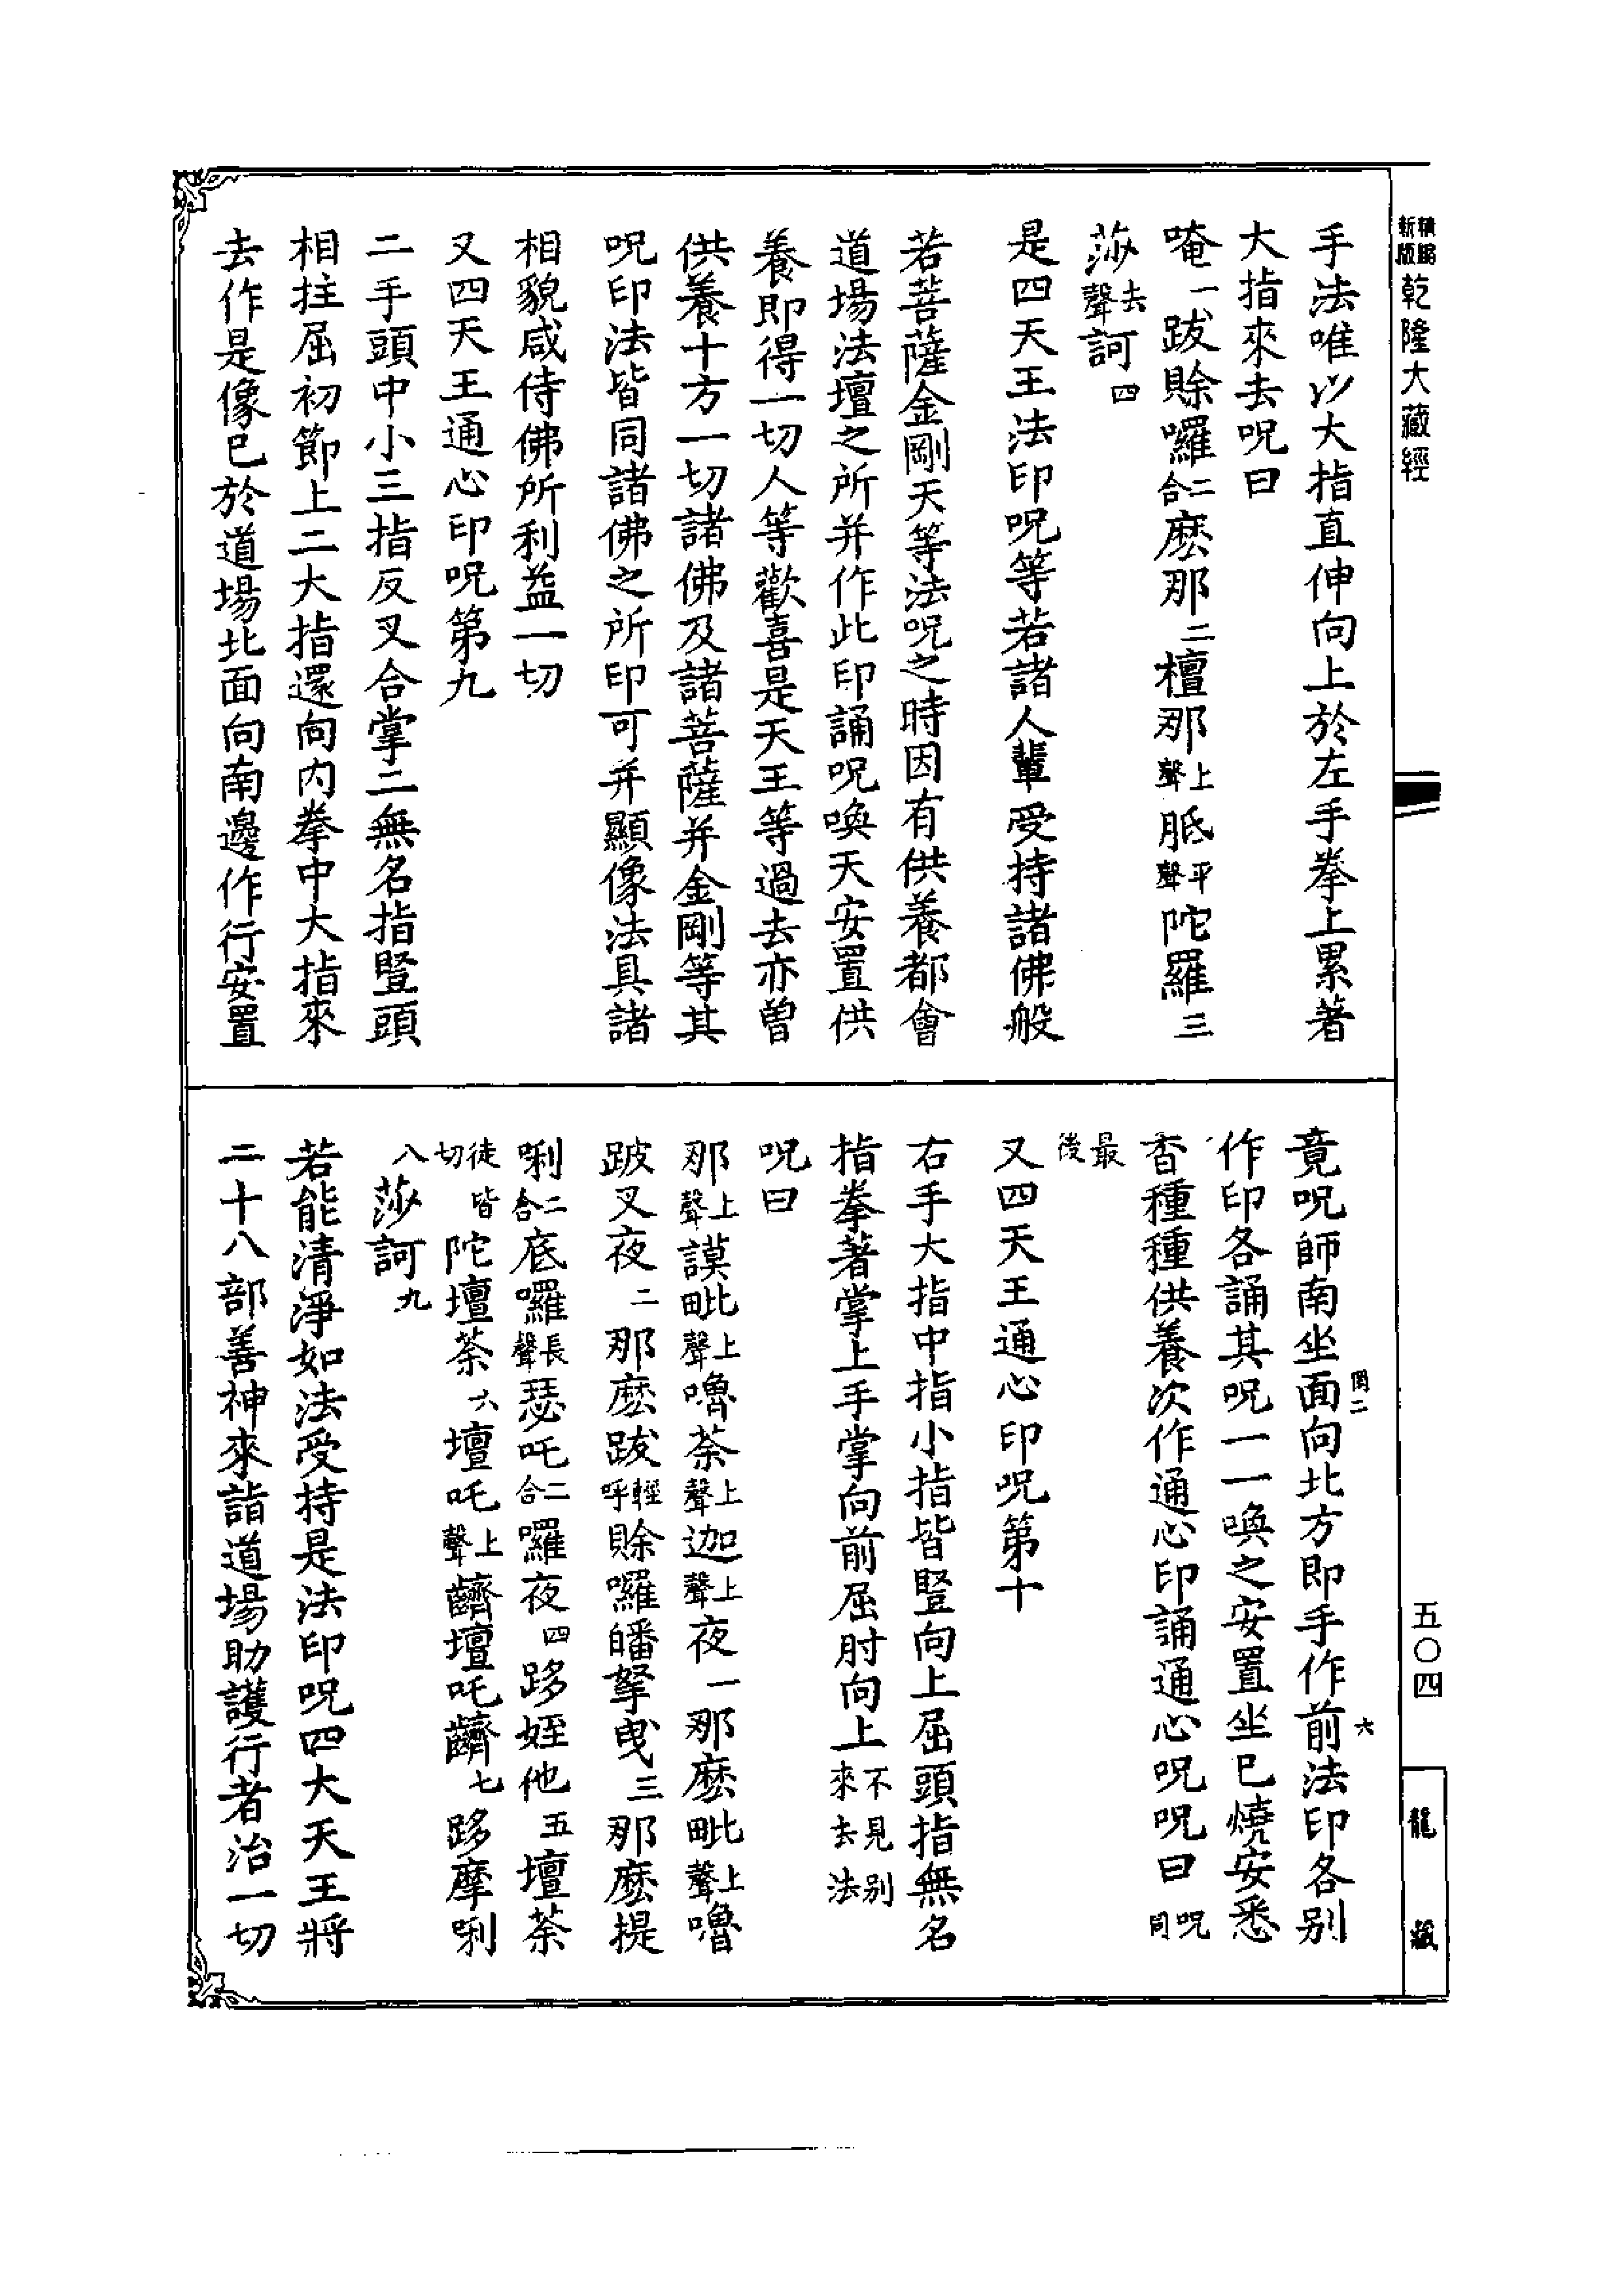 手法唯以大指直伸向上於左手拳上累著
大指來去呪曰
唵一跋賒囉二合麽那二檀那上聲胝平聲陀羅三
莎去聲訶四
是四天王法印呪等若諸人輩受持諸佛般
若菩薩金剛天等法呪之時因有供養都會
道場法壇之所并作此印誦呪喚天安置供
養即得一切人等歡喜是天王等過去亦曾
供養十方一切諸佛及諸菩薩并金剛等其
呪印法皆同諸佛之所印可并顯像法具諸
相貌咸侍佛所利益一切
又四天王通心印呪第九
二手頭中小三指反叉合掌二無名指豎頭
相拄屈初節上二大指還向內拳中大指來
去作是像已於道場北面向南邊作行安置
竟呪師南坐面向北方即手作前法印各別
作印各誦其呪一一喚之安置坐已燒安悉
香種種供養次作通心印誦通心呪呪曰呪同
最後
又四天王通心印呪第十
右手大指中指小指皆豎向上屈頭指無名
指拳著掌上手掌向前屈肘向上不見別來去法
呪曰
那上聲謨毗上聲嚕荼上聲迦上聲夜一那麽毗上聲嚕
跛叉夜二那麽跋輕呼賒囉皤拏曳三那麽提
唎二合底囉長聲瑟吒二合囉夜四跢姪他五壇荼
徒皆切陀壇荼六壇吒上聲齹壇吒齹七跢摩唎
八莎訶九
若能清淨如法受持是法印呪四大天王將
二十八部善神來詣道場助護行者治一切
精編新版乾隆大藏經
五〇四
龍藏
罔二
六